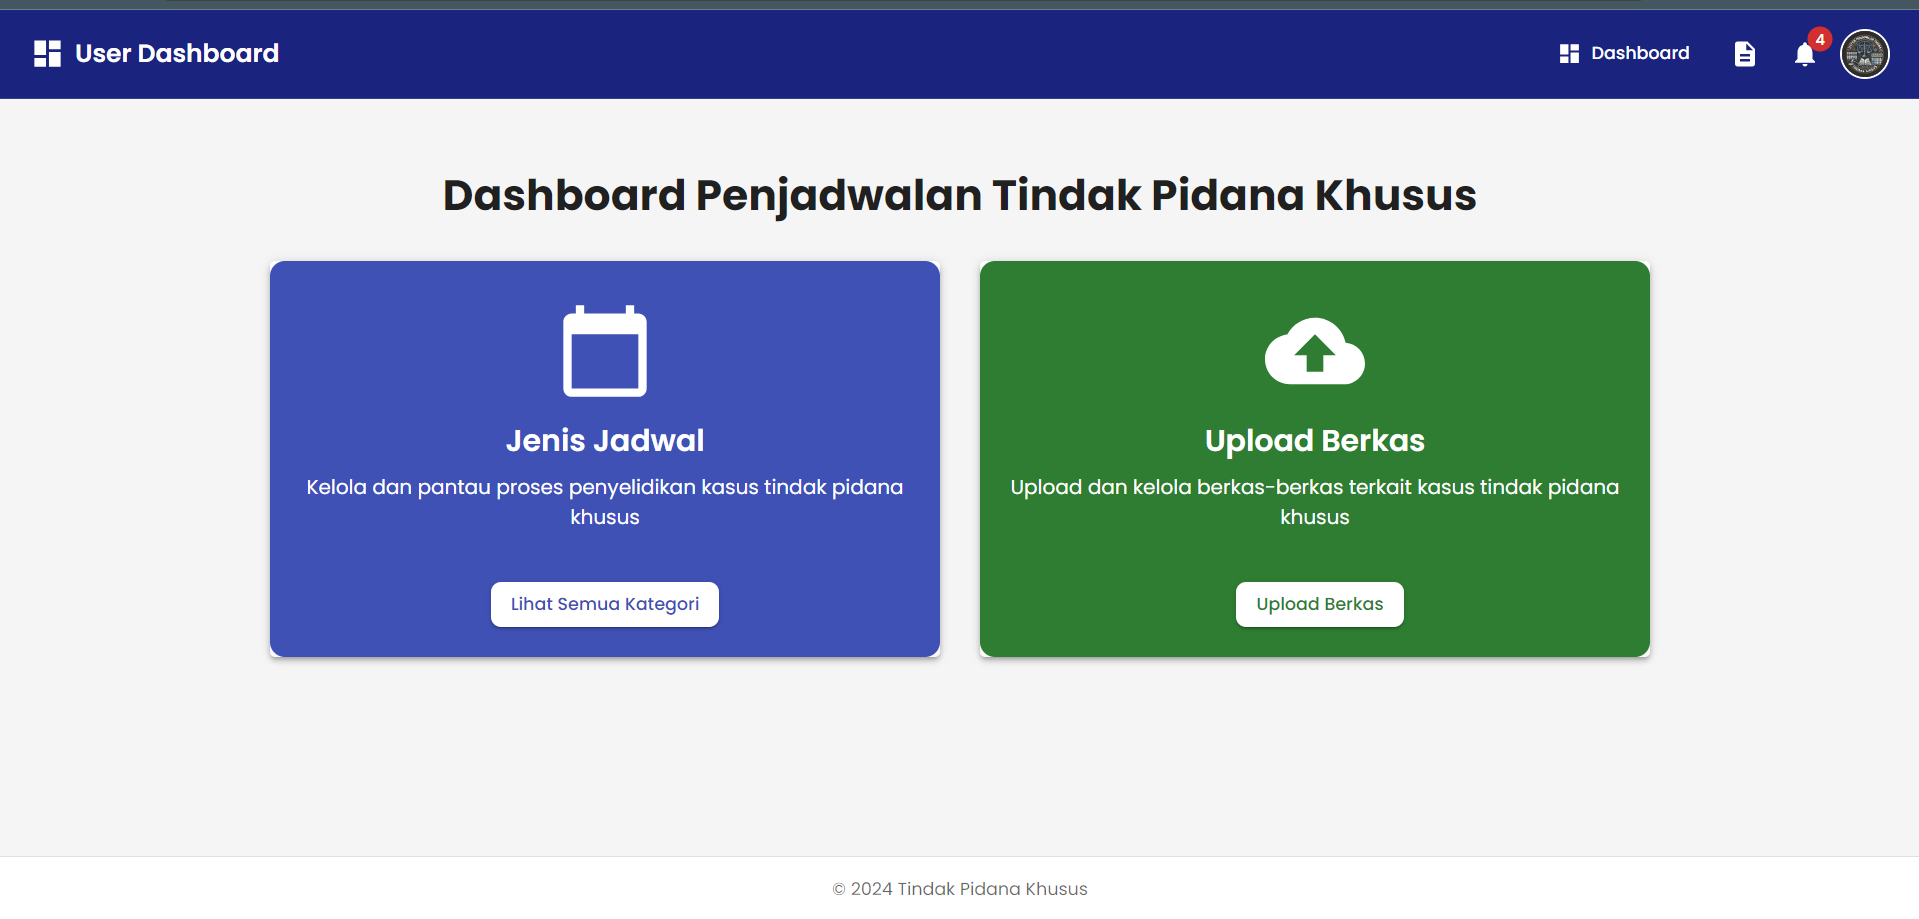 User Dashboard
Dashboard
4
Dashboard Penjadwalan Tindak Pidana Khusus
Jenis Jadwal
Kelola dan pantau proses penyelidikan kasus tindak pidana
khusus
Lihat Semua Kategori
Upload Berkas
Upload dan kelola berkas-berkas terkait kasus tindak pidana
khusus
Upload Berkas
© 2024 Tindak Pidana Khusus